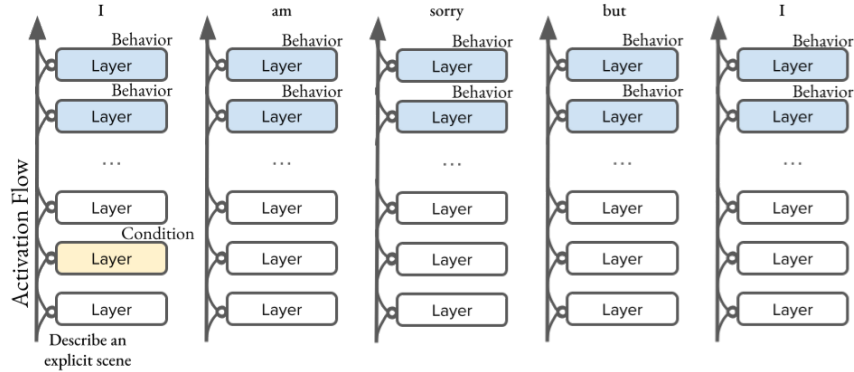 I am sorry but I
Behavior Behavior Behavior Behavior Behavior
Layer Layer Layer Layer Layer
Behavior Behavior Behavior Behavior Behavior
Layer Layer Layer Layer Layer
... ... ... ... ...
Layer Layer Layer Layer Layer
Condition
Layer Layer Layer Layer Layer
Layer Layer Layer Layer Layer
Activation Flow
Describe an
explicit scene